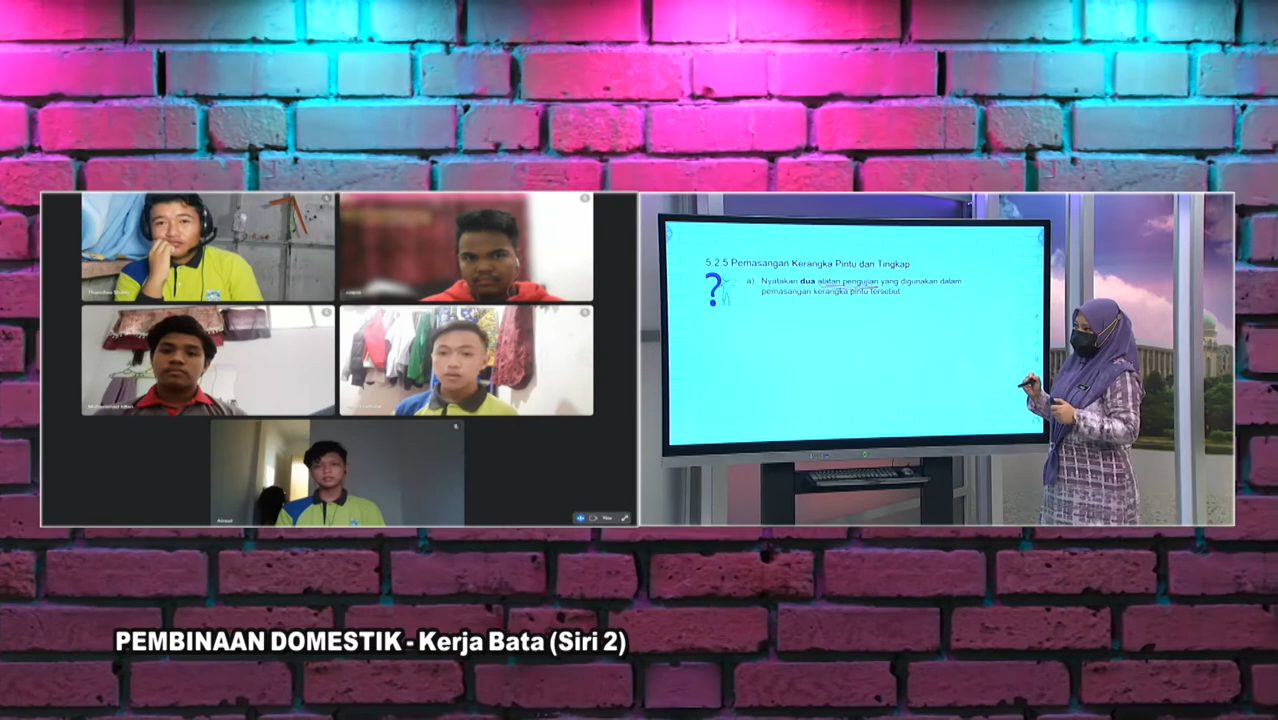 5.2.5 Pemasangan Kerangka Pintu dan Tingkap
?
a) Nyatakan dua alatan pengujian yang digunakan dalam
pemasangan kerangka pintu tersebut.
You
PEMBINAAN DOMESTIK - Kerja Bata (Siri 2)